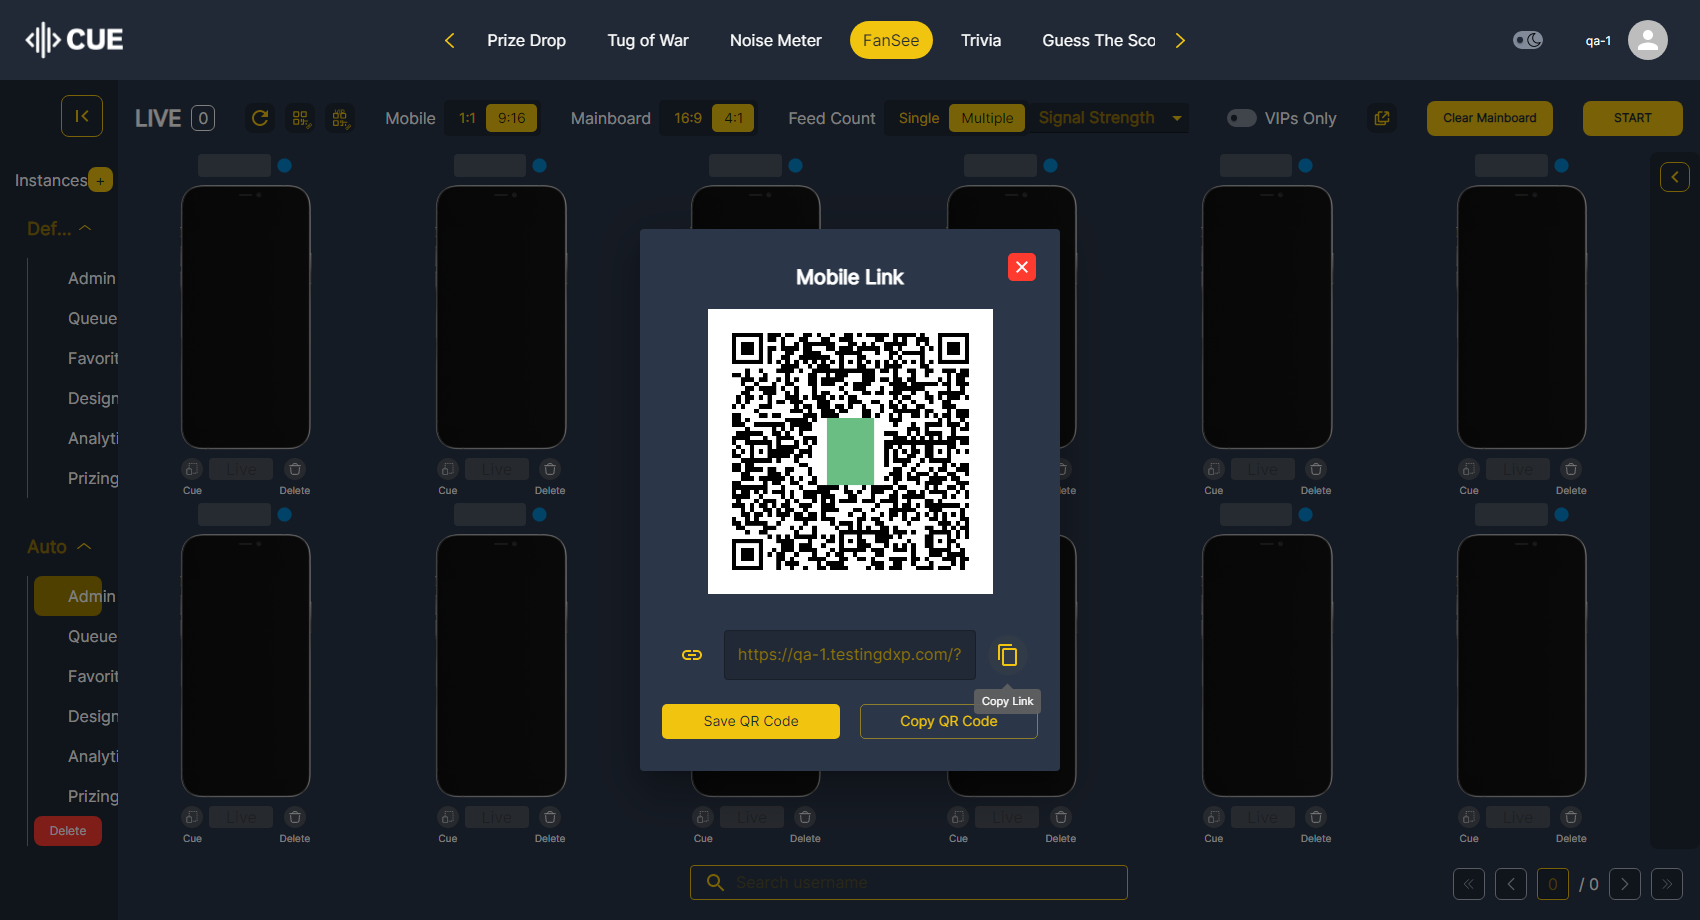 CUE
Prize Drop
Tug of War
Noise Meter
FanSee
Trivia
Guess The Sco
qa-1
LIVE 0
Mobile 1:1 9:16
Mainboard 16:9 4:1
Feed Count Single Multiple Signal Strength
VIPs Only
Clear Mainboard
START
Instances +
Def...
Admin
Queue
Favorit
Design
Analyti
Prizing
Auto
Admin
Queue
Favorit
Design
Analyti
Prizing
Delete
Mobile Link
https://qa-1.testingdxp.com/?
Copy Link
Save QR Code
Copy QR Code
Live
Cue Delete
Live
Cue Delete
lete
Live
Cue Delete
Live
Cue Delete
Live
Cue Delete
Live
Cue Delete
Live
Cue Delete
Live
Cue Delete
Live
Cue Delete
Live
Cue Delete
Search username
0 / 0